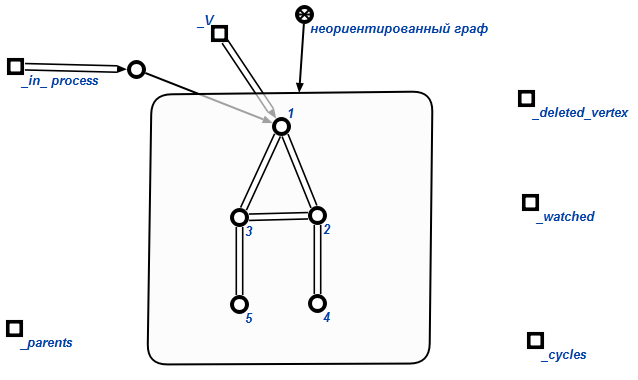 _V
неориентированный граф
_in_ process
_deleted_vertex
1
_watched
3
2
5
4
_parents
_cycles